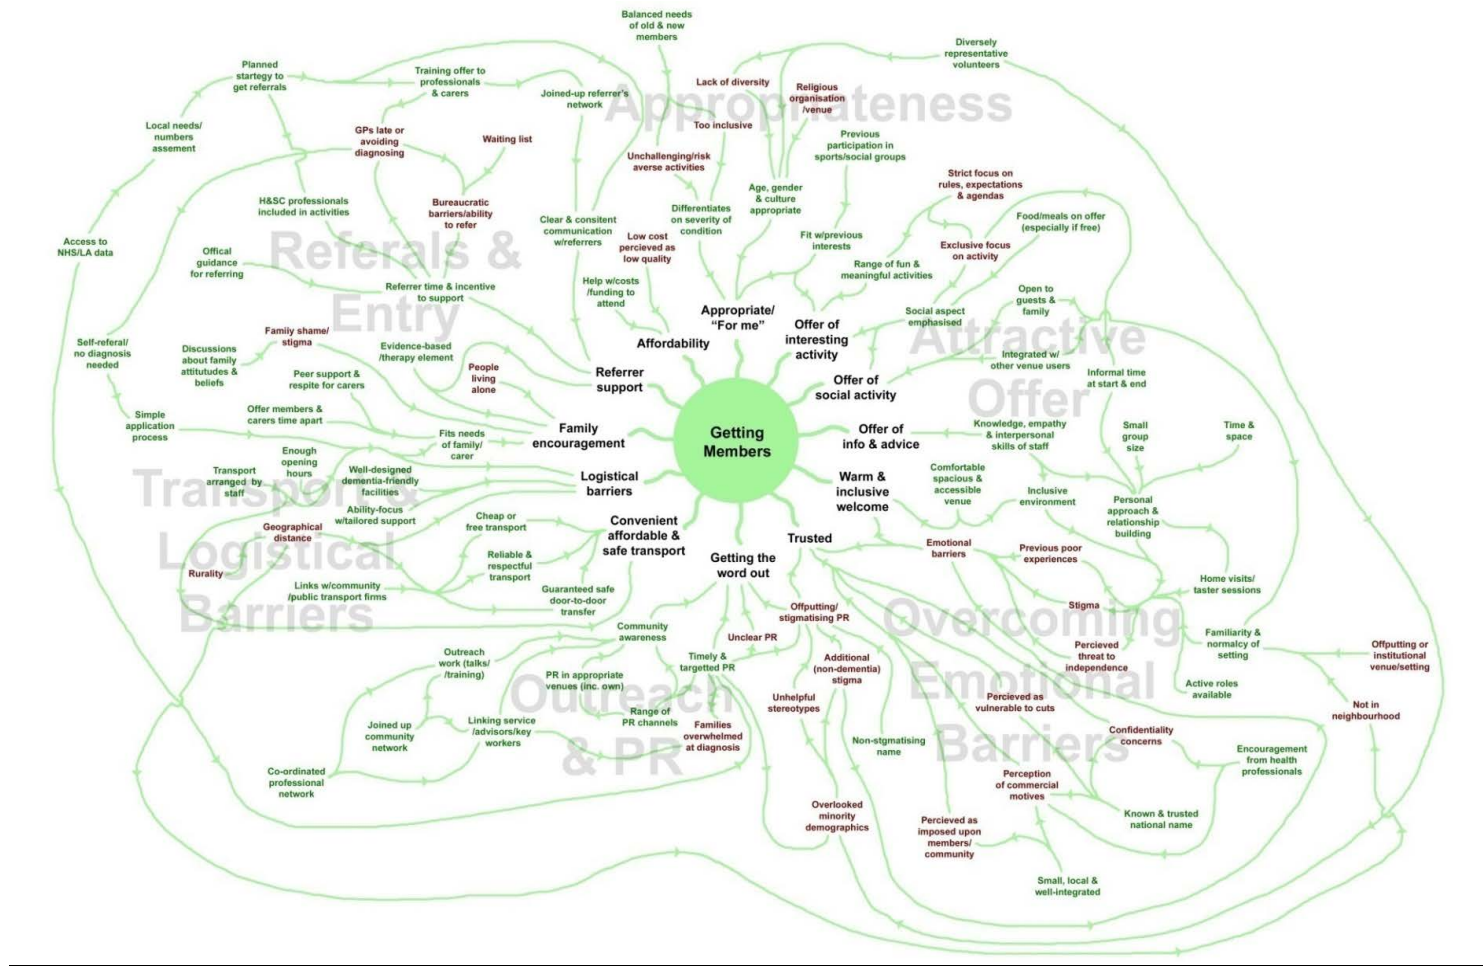 Balanced needs
of old & new
members
Diversely
representative
volunteers
Planned
startegy to
get referrals
Training offer to
professionals
& carers
Joined-up referrer's
network
Lack of diversity
Religious
organisation
/venue
Appropriateness
Local needs/
numbers
assement
GPs late or
avoiding
diagnosing
Waiting list
Too inclusive
Unchallenging/risk
averse activities
Previous
participation in
sports/social groups
Strict focus on
rules, expectations
& agendas
H&SC professionals
included in activities
Bureaucratic
barriers/ability
to refer
Clear & consitent
communication
w/referrers
Differentiates
on severity of
condition
Age, gender
& culture
appropriate
Food/meals on offer
(especially if free)
Access to
NHS/LA data
Offical
guidance
for referring
Referals &
Entry
Low cost
percieved as
low quality
Fit w/previous
interests
Exclusive focus
on activity
Range of fun &
meaningful activities
Referrer time & incentive
to support
Help w/costs
/funding to
attend
Open to
guests &
family
Appropriate/
“For me”
Social aspect
emphasised
Attractive
Offer
Family shame/
stigma
Affordability
Offer of
interesting
activity
Self-referal/
no diagnosis
needed
Discussions
about family
attitutudes &
beliefs
Evidence-based
/therapy element
Integrated w/
other venue users
Peer support &
respite for carers
People
living
alone
Referrer
support
Offer of
social activity
Informal time
at start & end
Simple
application
process
Offer members &
carers time apart
Fits needs
of family/
carer
Family
encouragement
Getting
Members
Offer of
info & advice
Knowledge, empathy
& interpersonal
skills of staff
Small
group
size
Time &
space
Enough
opening
hours
Transport
arranged by
staff
Well-designed
dementia-friendly
facilities
Transport &
Logistical
Barriers
Logistical
barriers
Warm &
inclusive
welcome
Comfortable
spacious &
accessible
venue
Inclusive
environment
Personal
approach &
relationship
building
Ability-focus
w/tailored support
Geographical
distance
Cheap or
free transport
Convenient
affordable &
safe transport
Trusted
Emotional
barriers
Previous poor
experiences
Rurality
Links w/community
/public transport firms
Reliable &
respectful
transport
Guaranteed safe
door-to-door
transfer
Getting the
word out
Home visits/
taster sessions
Stigma
Offputting/
stigmatising PR
Overcoming
Emotional
Barriers
Community
awareness
Unclear PR
Familiarity &
normalcy of
setting
Offputting or
institutional
venue/setting
Outreach
work (talks/
/training)
PR in appropriate
venues (inc. own)
Timely &
targetted PR
Additional
(non-dementia)
stigma
Percieved
threat to
independence
Active roles
available
Outreach
& PR
Unhelpful
stereotypes
Percieved as
vulnerable to cuts
Not in
neighbourhood
Joined up
community
network
Linking service
/advisors/key
workers
Range of
PR channels
Families
overwhelmed
at diagnosis
Non-stgmatising
name
Confidentiality
concerns
Encouragement
from health
professionals
Co-ordinated
professional
network
Perception
of commercial
motives
Overlooked
minority
demographics
Percieved as
imposed upon
members/
community
Known & trusted
national name
Small, local &
well-integrated